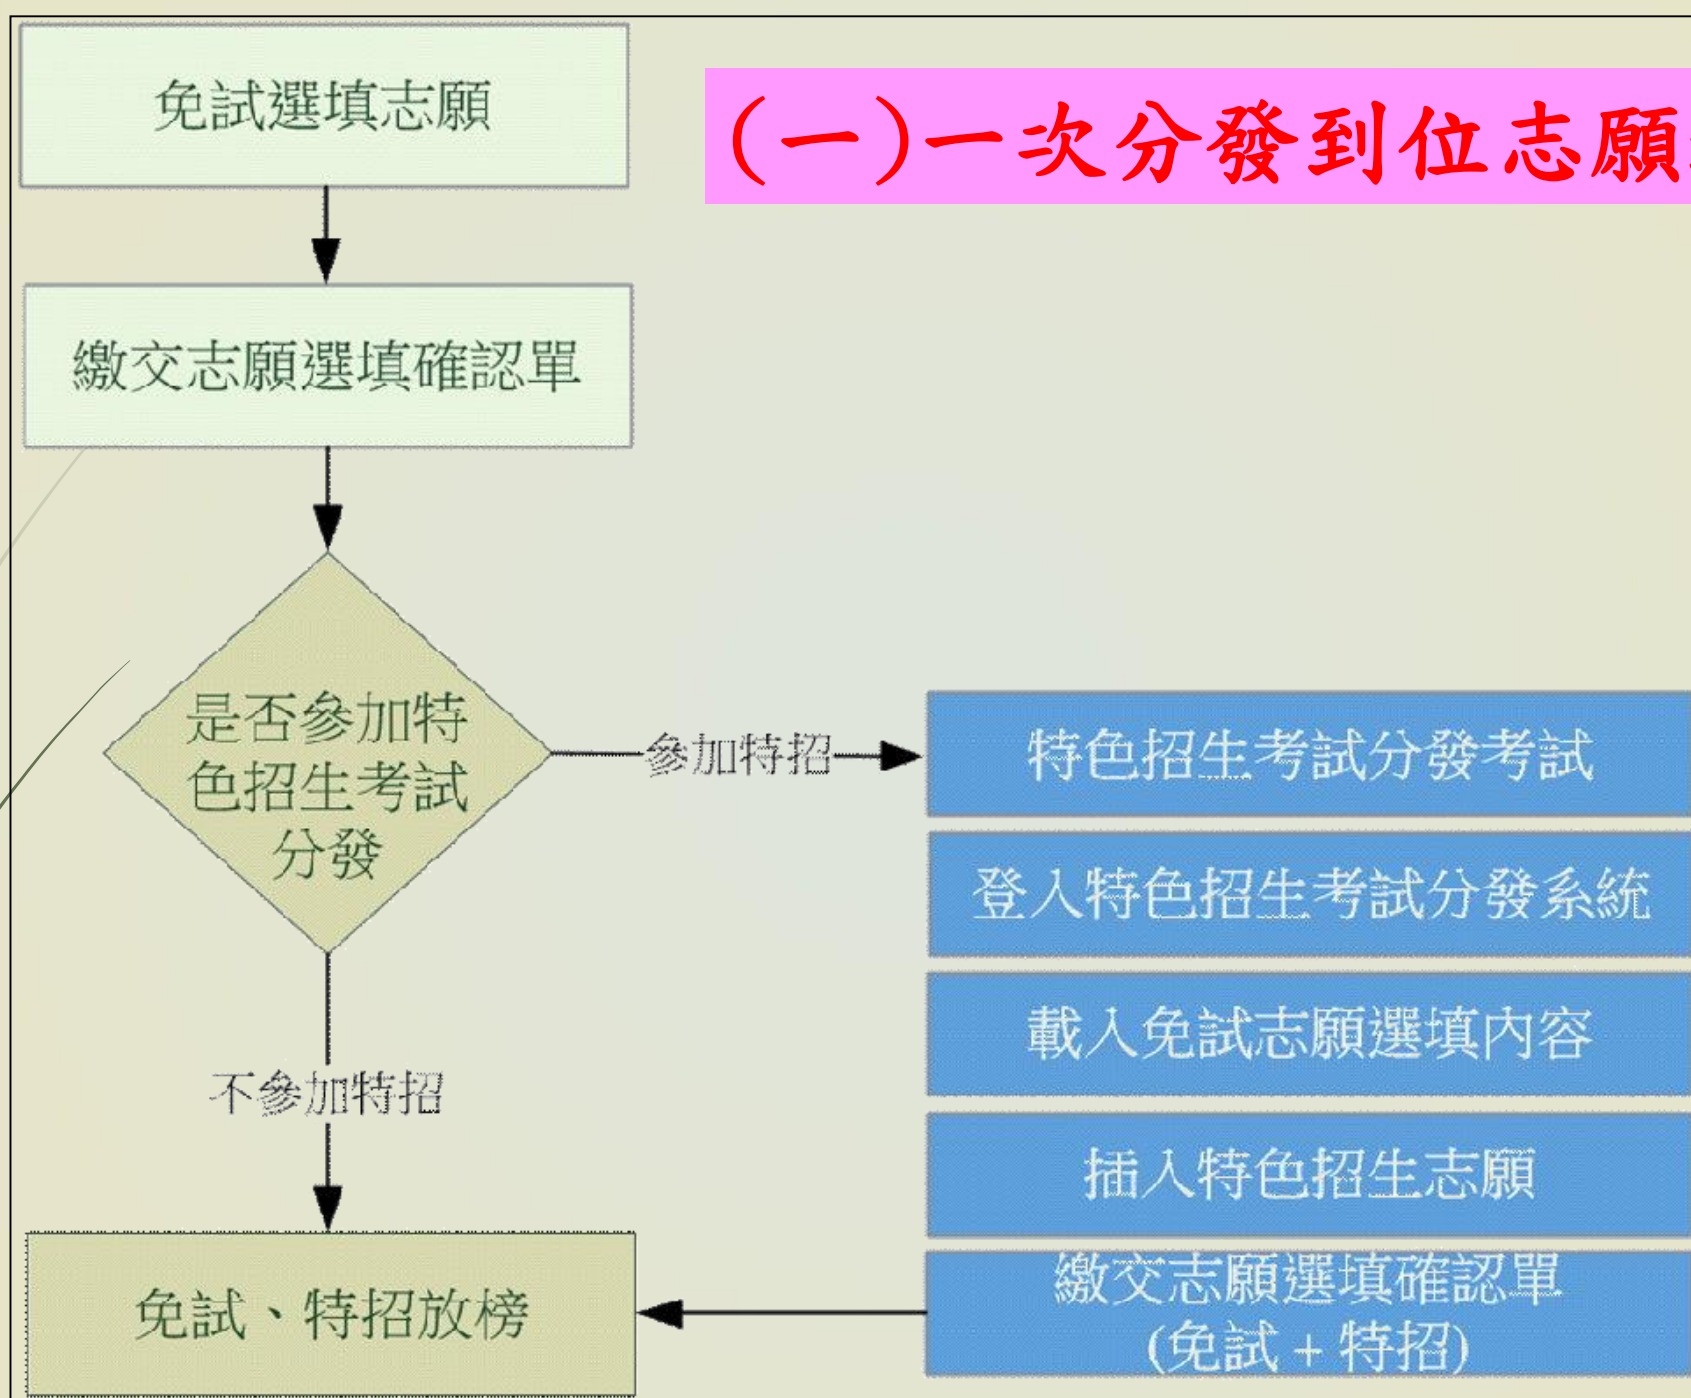 免試選填志願
(一)一次分發到位志願
繳交志願選填確認單
是否參加特
色招生考試
分發
參加特招
特色招生考試分發考試
登入特色招生考試分發系統
載入免試志願選填內容
插入特色招生志願
不參加特招
免試、特招放榜
繳交志願選填確認單
(免試+特招)